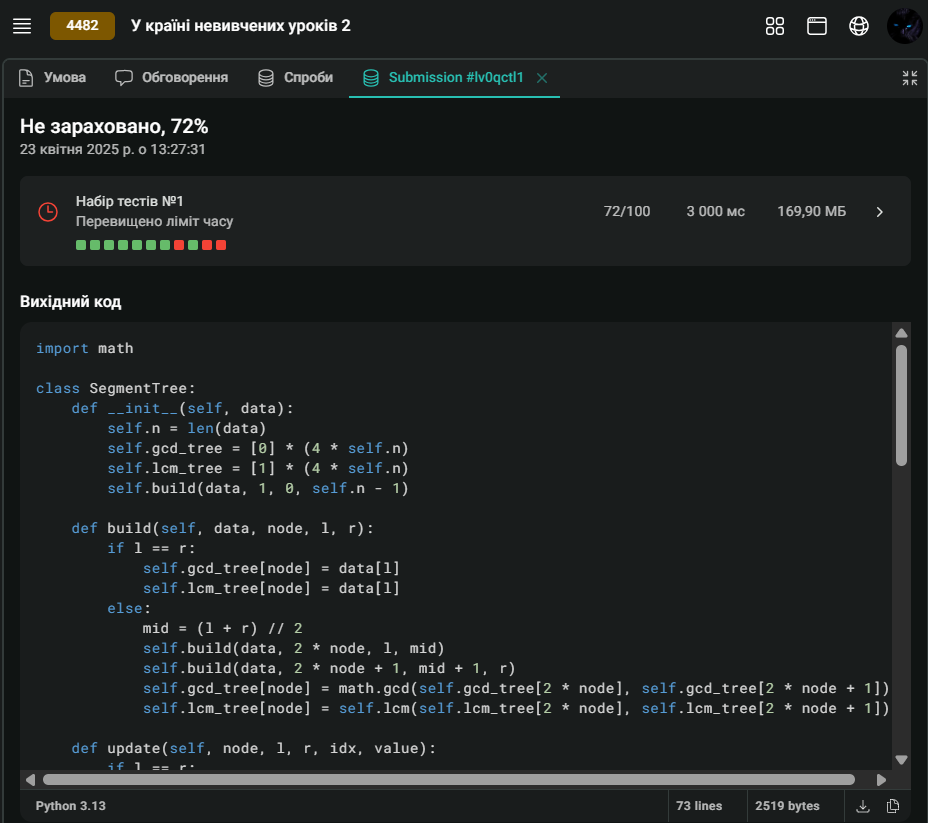 4482 У країні невивчених уроків 2
Умова Обговорення Спроби Submission #lv0qctl1
Не зараховано, 72%
23 квітня 2025 р. о 13:27:31
Набір тестів №1
Перевищено ліміт часу
72/100 3 000 мс 169,90 МБ
Вихідний код
import math
class SegmentTree:
    def __init__(self, data):
        self.n = len(data)
        self.gcd_tree = [0] * (4 * self.n)
        self.lcm_tree = [1] * (4 * self.n)
        self.build(data, 1, 0, self.n - 1)
    def build(self, data, node, l, r):
        if l == r:
            self.gcd_tree[node] = data[l]
            self.lcm_tree[node] = data[l]
        else:
            mid = (l + r) // 2
            self.build(data, 2 * node, l, mid)
            self.build(data, 2 * node + 1, mid + 1, r)
            self.gcd_tree[node] = math.gcd(self.gcd_tree[2 * node], self.gcd_tree[2 * node + 1])
            self.lcm_tree[node] = self.lcm(self.lcm_tree[2 * node], self.lcm_tree[2 * node + 1])
    def update(self, node, l, r, idx, value):
        if l == r:
Python 3.13 73 lines 2519 bytes